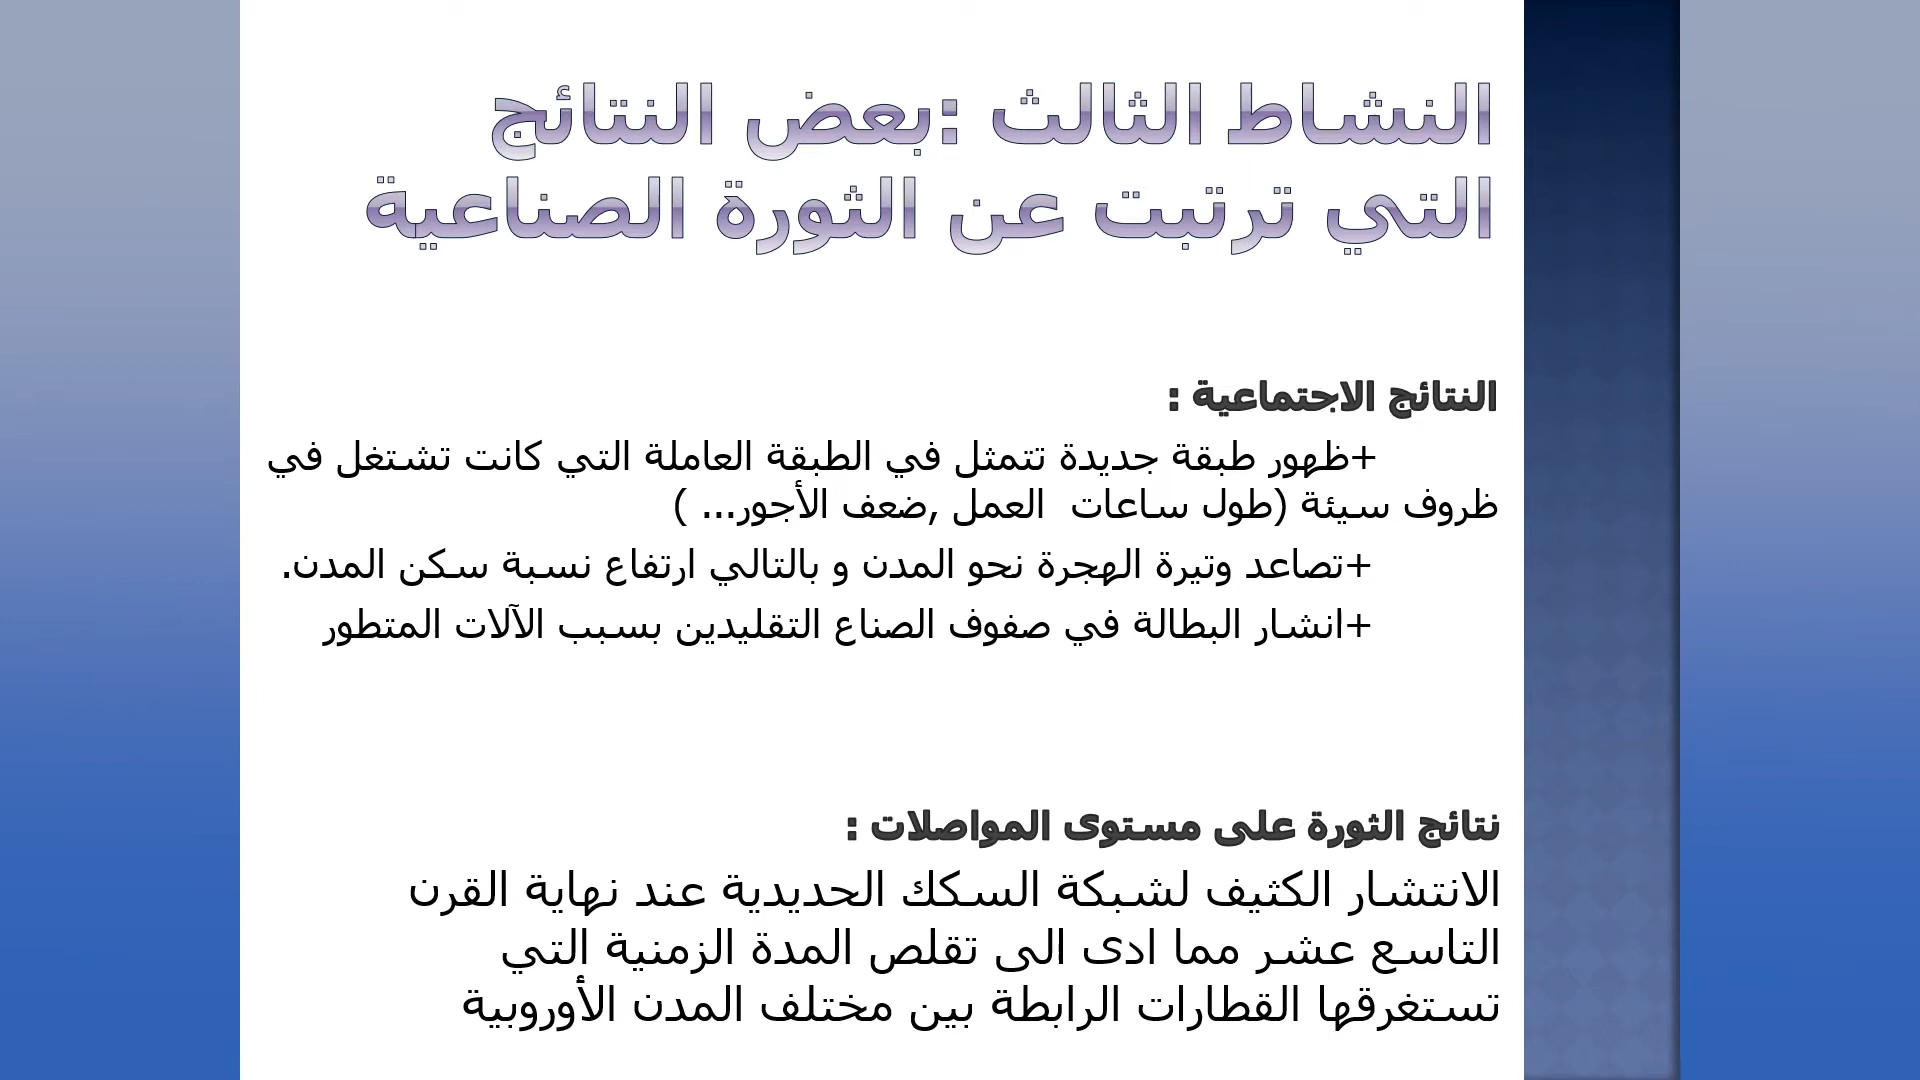 النشاط الثالث :بعض النتائج
التي ترتبت عن الثورة الصناعية
النتائج الاجتماعية :
+ظهور طبقة جديدة تتمثل في الطبقة العاملة التي كانت تشتغل في
ظروف سيئة (طول ساعات العمل ,ضعف الأجور... )
+تصاعد وتيرة الهجرة نحو المدن و بالتالي ارتفاع نسبة سكن المدن.
+انشار البطالة في صفوف الصناع التقليدين بسبب الآلات المتطور
نتائج الثورة على مستوى المواصلات :
الانتشار الكثيف لشبكة السكك الحديدية عند نهاية القرن
التاسع عشر مما ادى الى تقلص المدة الزمنية التي
تستغرقها القطارات الرابطة بين مختلف المدن الأوروبية